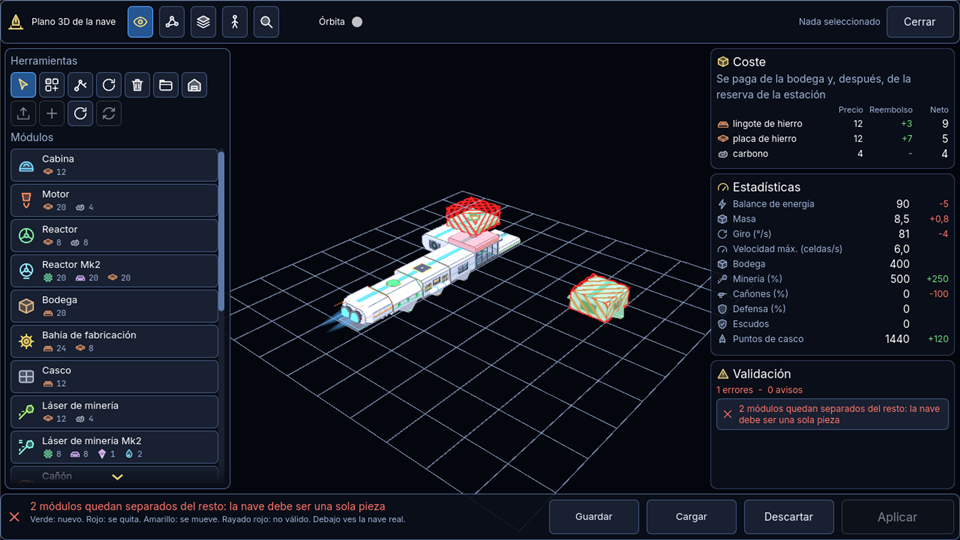 Plano 3D de la nave
Órbita
Nada seleccionado
Cerrar
Herramientas
Módulos
Cabina
12
Motor
20 4
Reactor
8 8
Reactor Mk2
20 20 20
Bodega
20
Bahía de fabricación
24 8
Casco
12
Láser de minería
12 4
Láser de minería Mk2
8 8 1 2
Cañón
Coste
Se paga de la bodega y, después, de la
reserva de la estación
Precio Reembolso Neto
lingote de hierro 12 +3 9
placa de hierro 12 +7 5
carbono 4 - 4
Estadísticas
Balance de energía 90 -5
Masa 8,5 +0,8
Giro (°/s) 81 -4
Velocidad máx. (celdas/s) 6,0
Bodega 400
Minería (%) 500 +250
Cañones (%) 0 -100
Defensa (%) 0
Escudos 0
Puntos de casco 1440 +120
Validación
1 errores - 0 avisos
2 módulos quedan separados del resto: la nave
debe ser una sola pieza
2 módulos quedan separados del resto: la nave debe ser una sola pieza
Verde: nuevo. Rojo: se quita. Amarillo: se mueve. Rayado rojo: no válido. Debajo ves la nave real.
Guardar
Cargar
Descartar
Aplicar